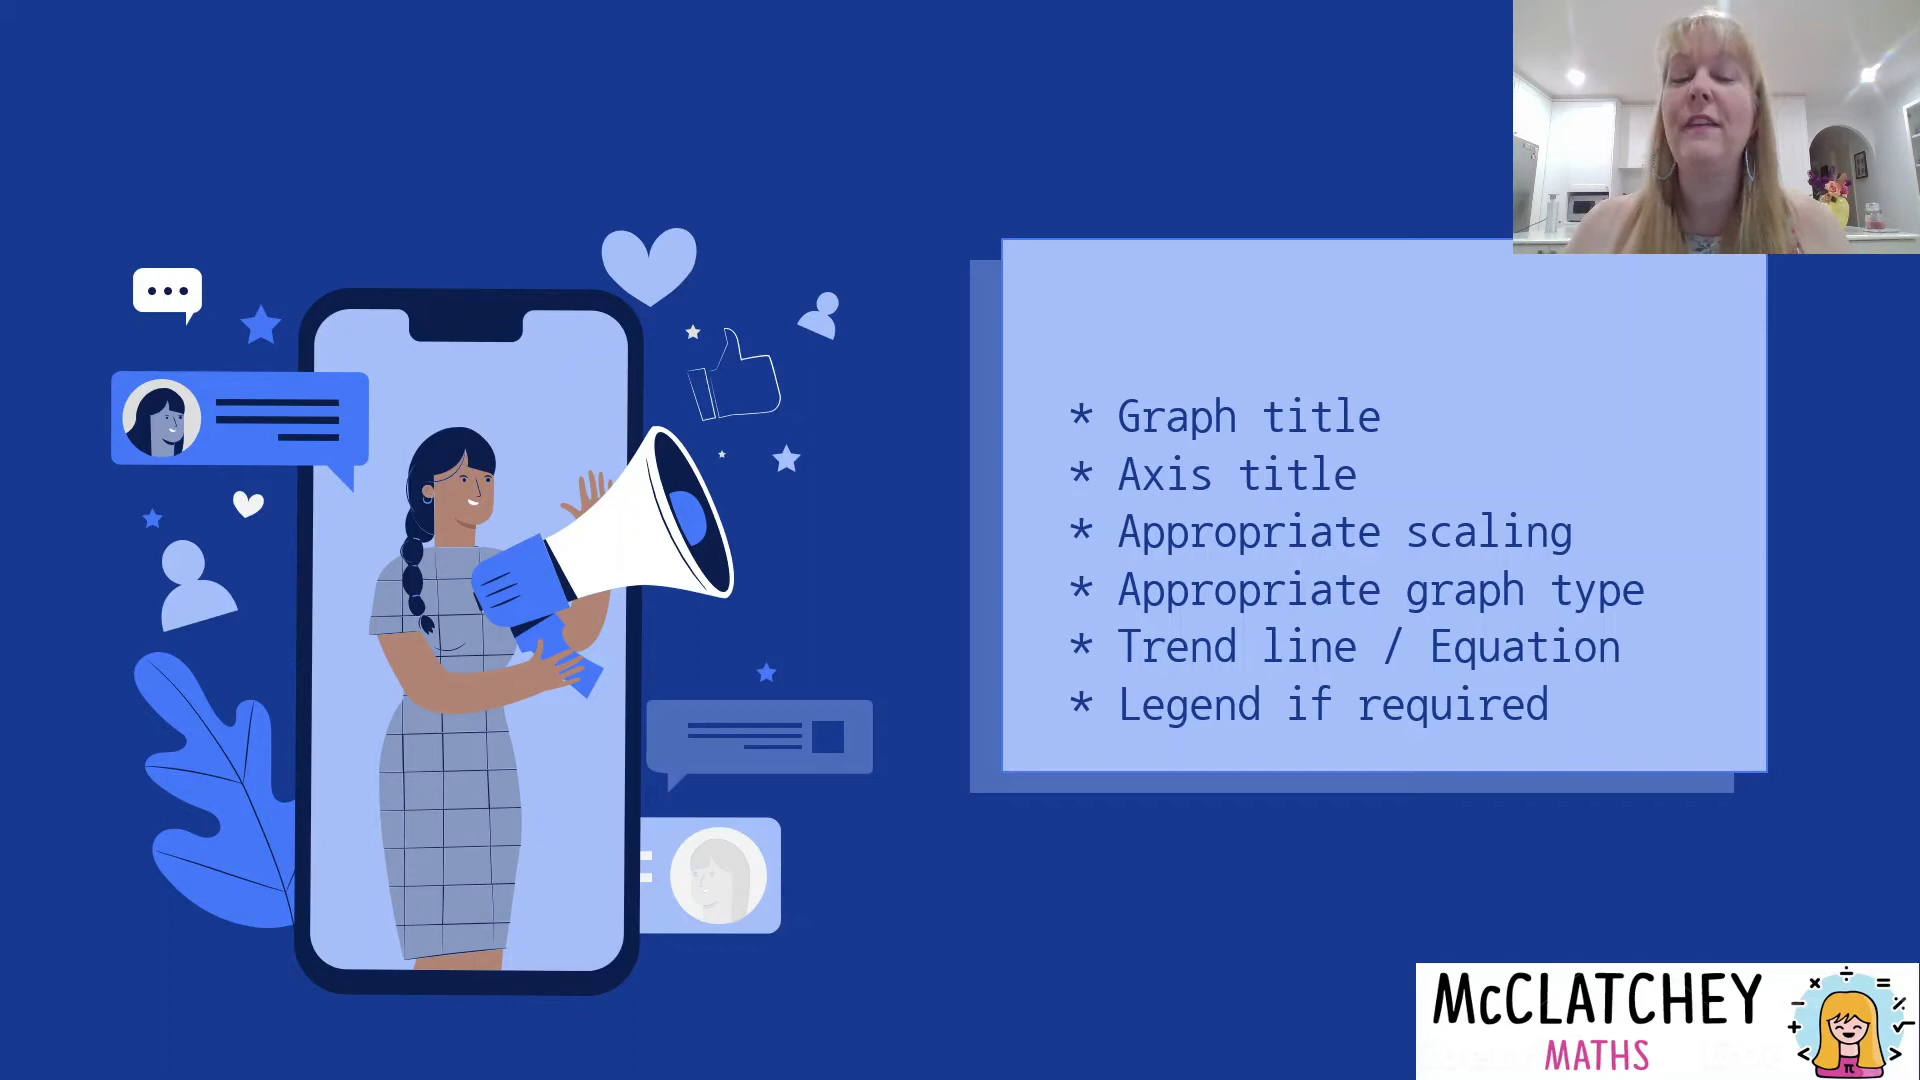 * Graph title
* Axis title
* Appropriate scaling
* Appropriate graph type
* Trend line / Equation
* Legend if required
McCLATCHEY
MATHS